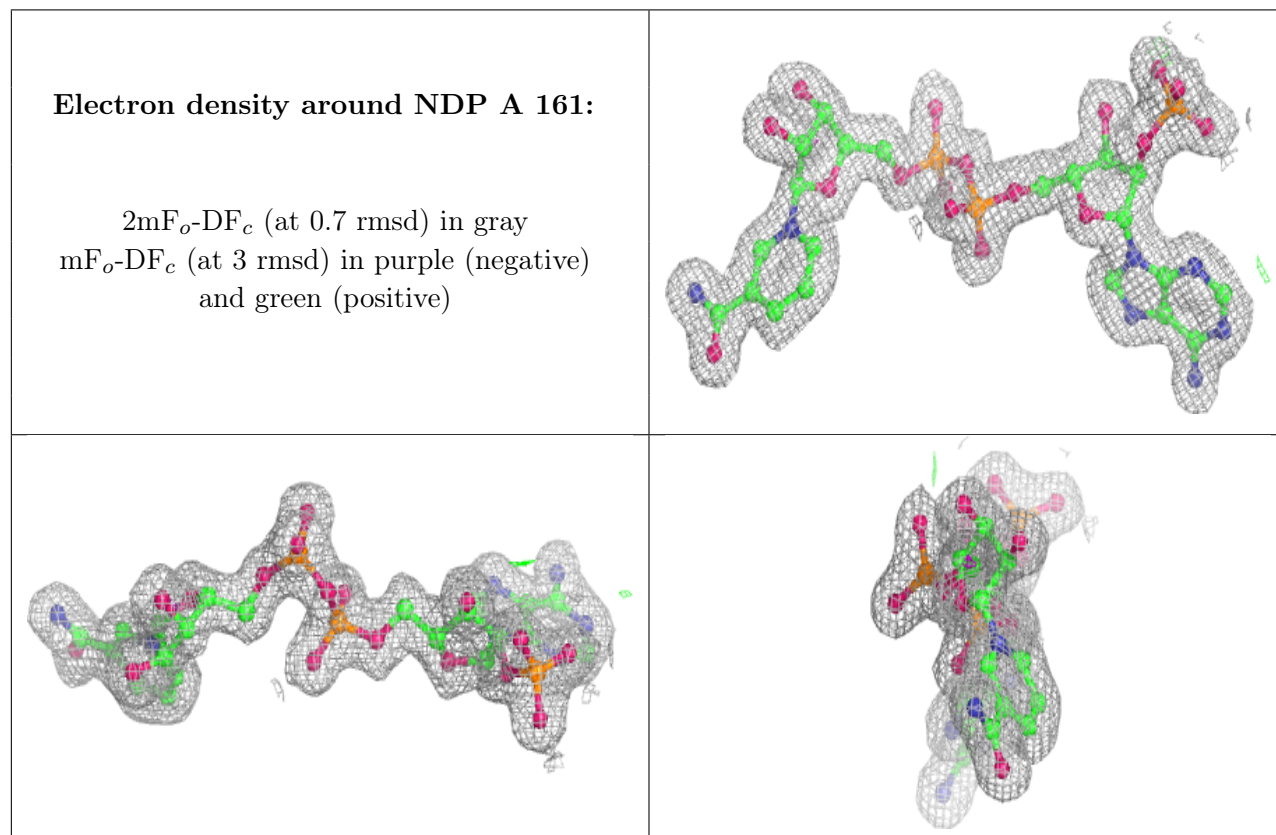 Electron density around NDP A 161:
2mFo-DFc (at 0.7 rmsd) in gray
mFo-DFc (at 3 rmsd) in purple (negative)
and green (positive)